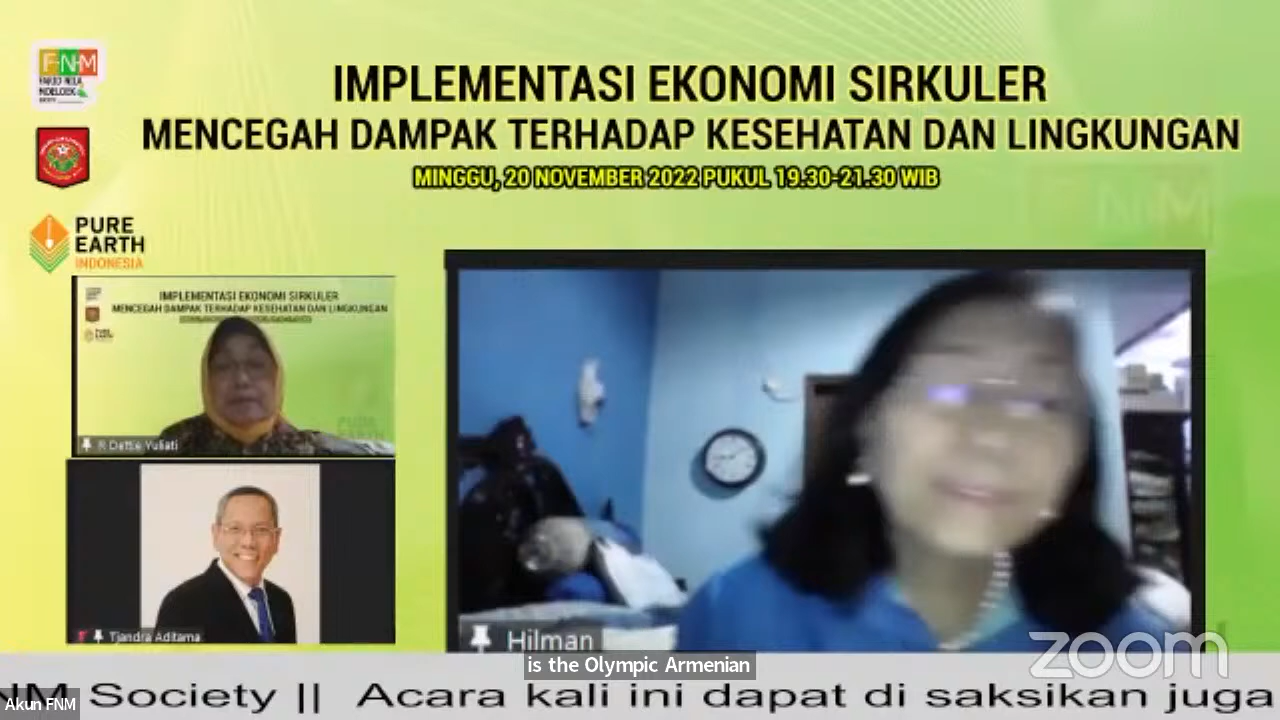 F-N-M
IMPLEMENTASI EKONOMI SIRKULER
MENCEGAH DAMPAK TERHADAP KESEHATAN DAN LINGKUNGAN
MINGGU, 20 NOVEMBER 2022 PUKUL 19.30-21.30 WIB
PURE
EARTH
INDONESIA
IMPLEMENTASI EKONOMI SIRKULER
MENCEGAH DAMPAK TERHADAP KESEHATAN DAN LINGKUNGAN
R Dettie Yuliati
Tjandra Aditama
Hilman
zoom
is the Olympic Armenian
NM Society || Acara kali ini dapat di saksikan juga
Akun FNM